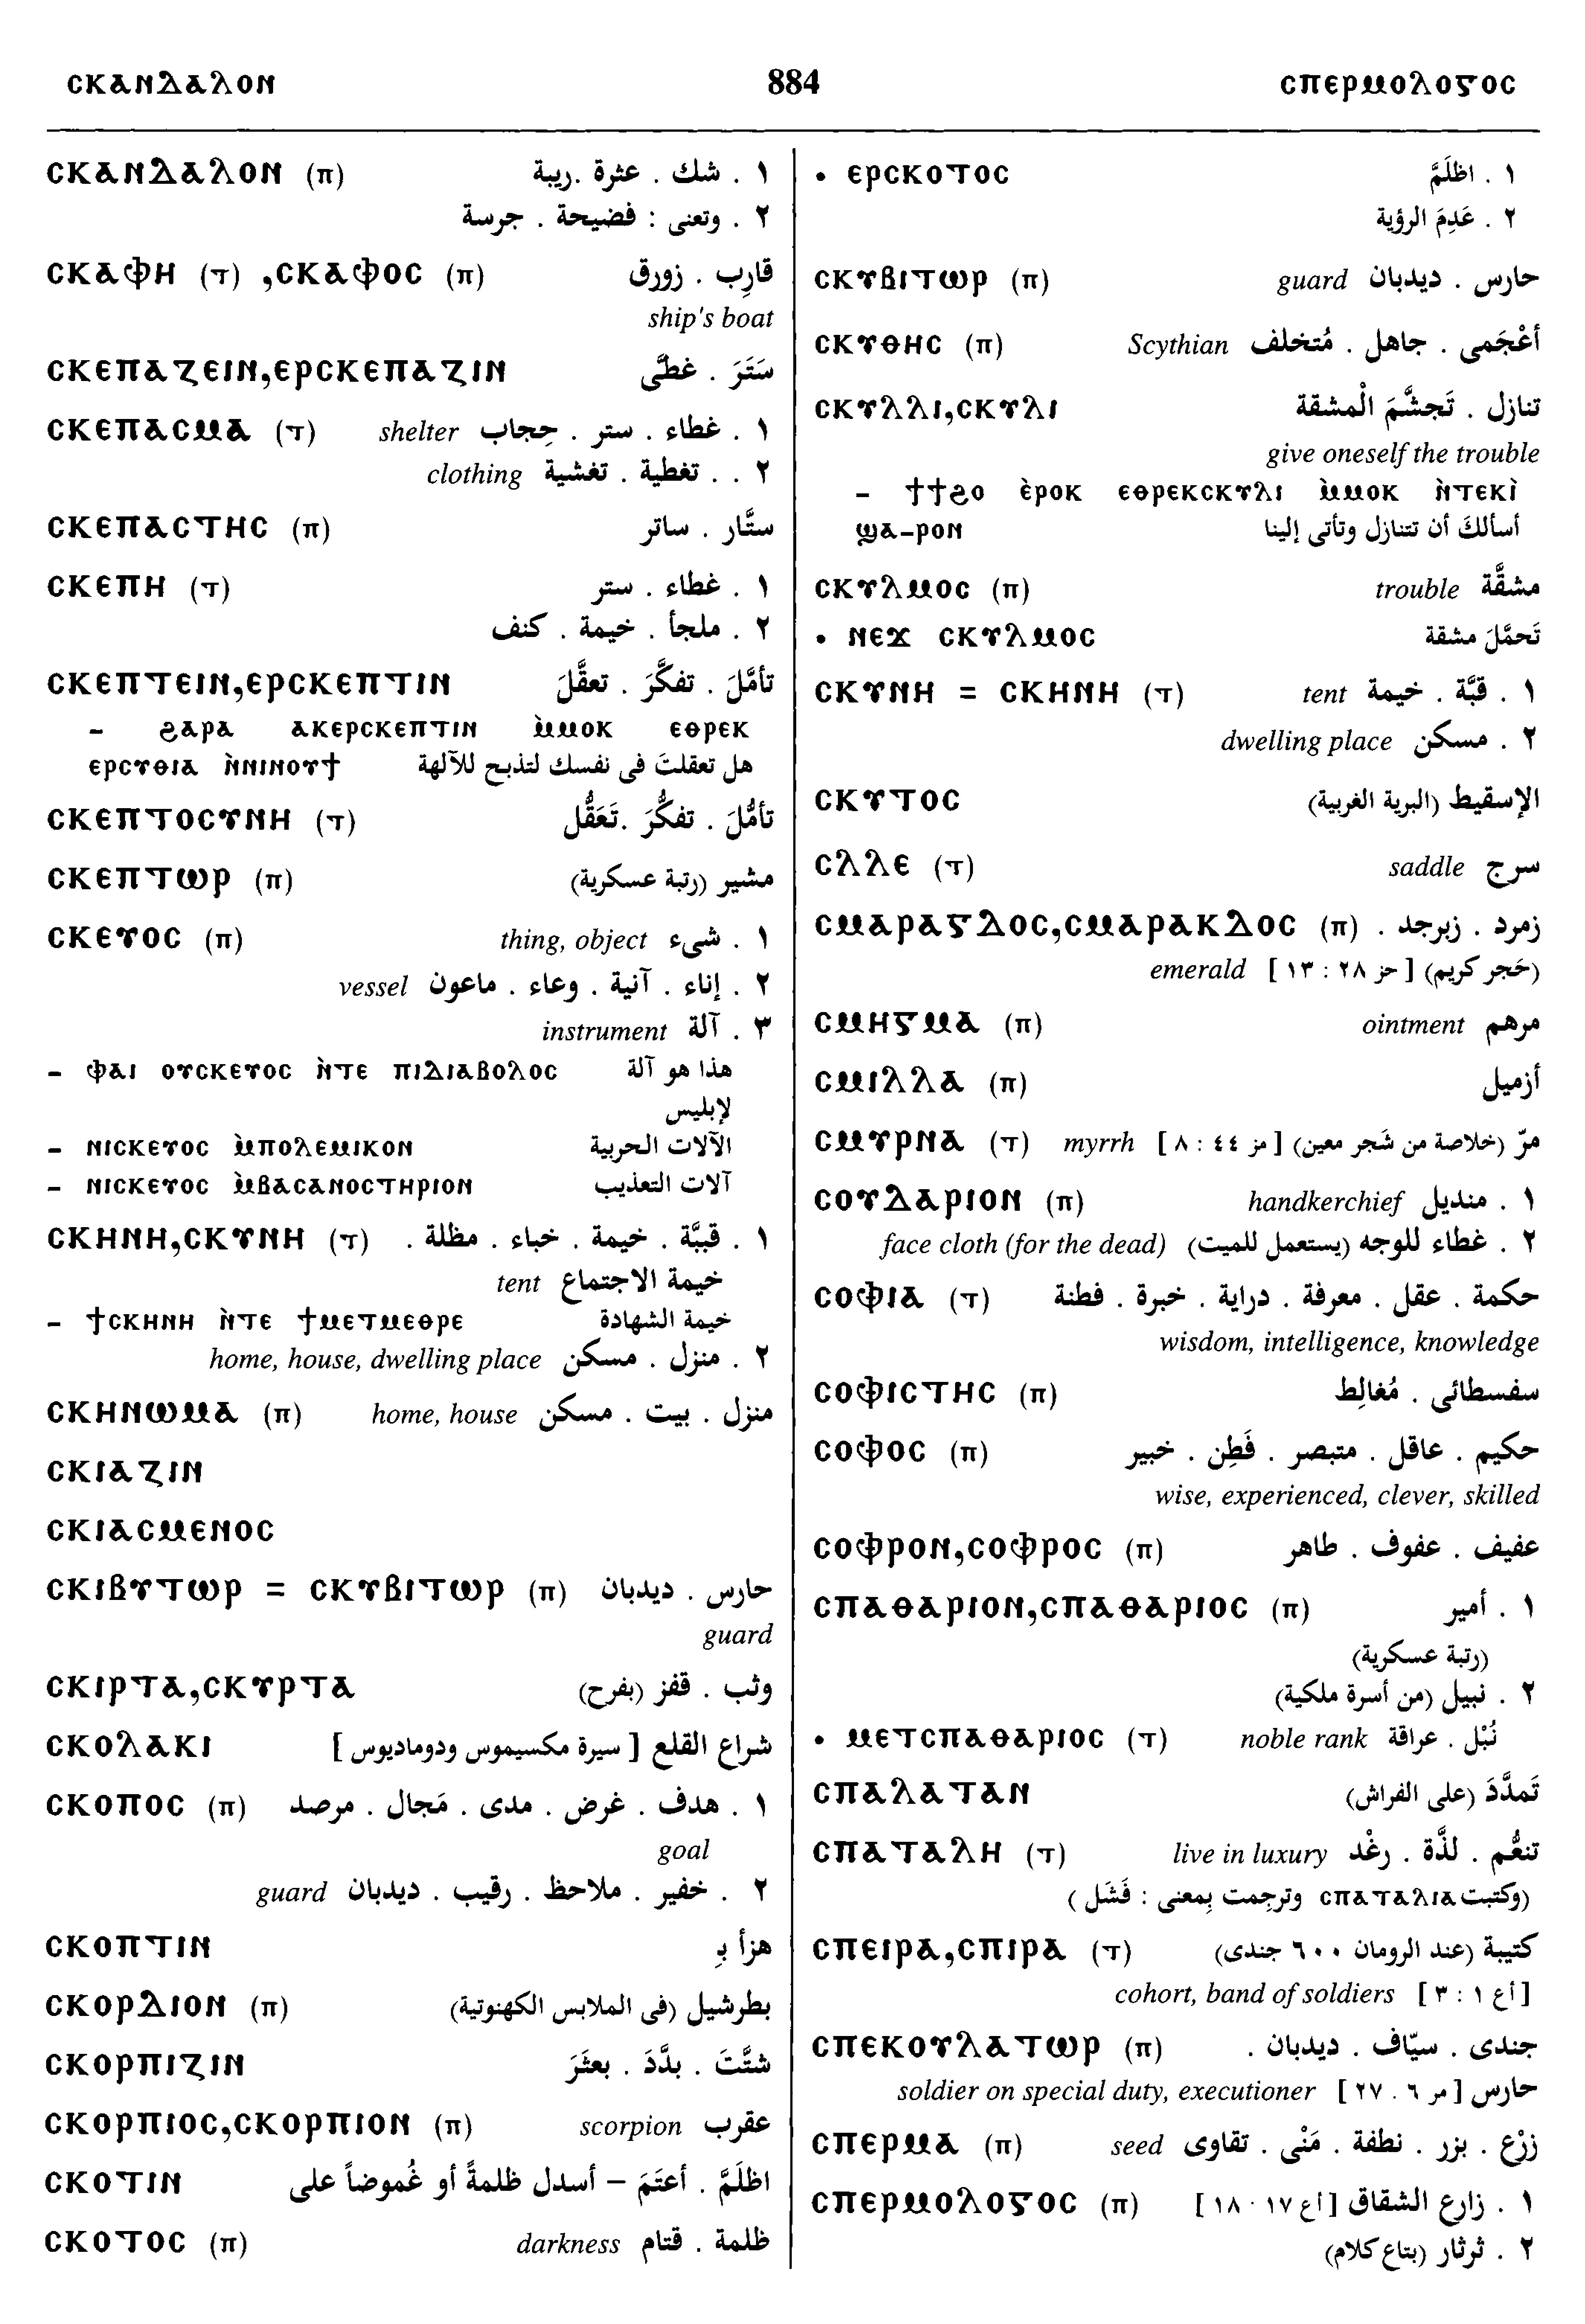 ⲥⲕⲁⲛⲇⲁⲗⲟⲛ 884 ⲥⲡⲉⲣⲙⲟⲗⲟⲅⲟⲥ
ⲥⲕⲁⲛⲇⲁⲗⲟⲛ (ⲡ) ١ . شك . عثرة .ريبة
٢ . وتعنى : فضيحة . جرسة
ⲥⲕⲁⲫⲏ (ⲧ) ,ⲥⲕⲁⲫⲟⲥ (ⲡ) قارِب . زورق
ship's boat
ⲥⲕⲉⲡⲁⲍⲉⲓⲛ,ⲉⲣⲥⲕⲉⲡⲁⲍⲓⲛ سَتَرَ . غطَّى
ⲥⲕⲉⲡⲁⲥⲙⲁ (ⲧ) shelter ١ . غطاء . ستر . حِجاب
٢ . . تغطية . تغشية clothing
ⲥⲕⲉⲡⲁⲥⲧⲏⲥ (ⲡ) ستَّار . ساتر
ⲥⲕⲉⲡⲏ (ⲧ) ١ . غطاء . ستر
٢ . ملجأ . خيمة . كنف
ⲥⲕⲉⲡⲧⲉⲓⲛ,ⲉⲣⲥⲕⲉⲡⲧⲓⲛ تأمَّلَ . تفكَّرَ . تعقَّلَ
– ϩⲁⲣⲁ ⲁⲕⲉⲣⲥⲕⲉⲡⲧⲓⲛ ⲙ̀ⲙⲟⲕ ⲉⲑⲣⲉⲕ
ⲉⲣⲥⲩⲑⲓⲁ ⲛ̀ⲛⲓⲛⲟⲩϯ هل تعقلتَ فى نفسك لتذبح للآلهة
ⲥⲕⲉⲡⲧⲟⲥⲩⲛⲏ (ⲧ) تأمُّلَ . تفكُّرَ .تَعَقُّل
ⲥⲕⲉⲡⲧⲱⲣ (ⲡ) مشير (رتبة عسكرية)
ⲥⲕⲉⲩⲟⲥ (ⲡ) thing, object ١ . شىء
٢ . إناء . آنية . وعاء . ماعون vessel
٣ . آلة instrument
– ⲫⲁⲓ ⲟⲩⲥⲕⲉⲩⲟⲥ ⲛ̀ⲧⲉ ⲡⲓⲇⲓⲁⲃⲟⲗⲟⲥ هذا هو آلة
لإبليس
– ⲛⲓⲥⲕⲉⲩⲟⲥ ⲙ̀ⲡⲟⲗⲉⲙⲓⲕⲟⲛ الآلات الحربية
– ⲛⲓⲥⲕⲉⲩⲟⲥ ⲙ̀ⲃⲁⲥⲁⲛⲟⲥⲧⲏⲣⲓⲟⲛ آلات التعذيب
ⲥⲕⲏⲛⲏ,ⲥⲕⲩⲛⲏ (ⲧ) ١ . قبَّة . خيمة . خباء . مظلة .
خيمة الاجتماع tent
– ϯⲥⲕⲏⲛⲏ ⲛ̀ⲧⲉ ϯⲙⲉⲧⲙⲉⲑⲣⲉ خيمة الشهادة
٢ . منزل . مسكن home, house, dwelling place
ⲥⲕⲏⲛⲱⲙⲁ (ⲡ) home, house منزل . بيت . مسكن
ⲥⲕⲓⲁⲍⲓⲛ
ⲥⲕⲓⲁⲥⲙⲉⲛⲟⲥ
ⲥⲕⲓⲃⲩⲧⲱⲣ = ⲥⲕⲩⲃⲓⲧⲱⲣ (ⲡ) حارس . ديدبان
guard
ⲥⲕⲓⲣⲧⲁ,ⲥⲕⲩⲣⲧⲁ وثب . قفز (بفرح)
ⲥⲕⲟⲗⲁⲕⲓ شراع القلع [ سيرة مكسيموس ودوماديوس ]
ⲥⲕⲟⲡⲟⲥ (ⲡ) ١ . هدف . غرض . مدى . مَجال . مرصد
goal
٢ . خفير . ملاحظ . رقيب . ديدبان guard
ⲥⲕⲟⲡⲧⲓⲛ هزأ بِـ
ⲥⲕⲟⲣⲇⲓⲟⲛ (ⲡ) بطرشيل (فى الملابس الكهنوتية)
ⲥⲕⲟⲣⲡⲓⲍⲓⲛ شتَّتَ . بدَّدَ . بعثَرَ
ⲥⲕⲟⲣⲡⲓⲟⲥ,ⲥⲕⲟⲣⲡⲓⲟⲛ (ⲡ) scorpion عقرب
ⲥⲕⲟⲧⲓⲛ اظلَمَّ . أعتَمَ – أسدل ظلمةً أو غُموضاً على
ⲥⲕⲟⲧⲟⲥ (ⲡ) darkness ظلمة . قتام
• ⲉⲣⲥⲕⲟⲧⲟⲥ ١ . اظلَمَّ
٢ . عَدِمَ الرؤية
ⲥⲕⲩⲃⲓⲧⲱⲣ (ⲡ) guard حارس . ديدبان
ⲥⲕⲩⲑⲏⲥ (ⲡ) Scythian أعْجَمى . جاهل . مُتخلف
ⲥⲕⲩⲗⲗⲓ,ⲥⲕⲩⲗⲓ تنازل . تَجشَّمَ الْمشقة
give oneself the trouble
– ϯϯϩⲟ ⲉ̀ⲣⲟⲕ ⲉⲑⲣⲉⲕⲥⲕⲩⲗⲓ ⲙ̀ⲙⲟⲕ ⲛ̀ⲧⲉⲕⲓ̀
ϣⲁ-ⲣⲟⲛ أسألكَ أن تتنازل وتأتى إلينا
ⲥⲕⲩⲗⲙⲟⲥ (ⲡ) trouble مشقَّة
• ⲛⲉϫ ⲥⲕⲩⲗⲙⲟⲥ تَحمَّلَ مشقة
ⲥⲕⲩⲛⲏ = ⲥⲕⲏⲛⲏ (ⲧ) tent ١ . قبَّة . خيمة
٢ . مسكن dwelling place
ⲥⲕⲩⲧⲟⲥ الإسقيط (البرية الغربية)
ⲥⲗⲗⲉ (ⲧ) saddle سرج
ⲥⲙⲁⲣⲁⲅⲇⲟⲥ,ⲥⲙⲁⲣⲁⲕⲇⲟⲥ (ⲡ) زمرد . زبرجد .
(حَجر كريم) [ حز ٢٨ : ١٣ ] emerald
ⲥⲙⲏⲅⲙⲁ (ⲡ) ointment مرهم
ⲥⲙⲓⲗⲗⲁ (ⲡ) أزميل
ⲥⲙⲩⲣⲛⲁ (ⲧ) myrrh مرّ (خلاصة من شَجر معين) [ مز ٤٤ : ٨ ]
ⲥⲟⲩⲇⲁⲣⲓⲟⲛ (ⲡ) handkerchief ١ . منديل
٢ . غطاء للوجه (يستعمل للميت) face cloth (for the dead)
ⲥⲟⲫⲓⲁ (ⲧ) حكمة . عقل . معرفة . دراية . خبرة . فطنة
wisdom, intelligence, knowledge
ⲥⲟⲫⲓⲥⲧⲏⲥ (ⲡ) سفسطائى . مُغالِط
ⲥⲟⲫⲟⲥ (ⲡ) حكيم . عاقل . متبصر . فَطِن . خبير
wise, experienced, clever, skilled
ⲥⲟⲫⲣⲟⲛ,ⲥⲟⲫⲣⲟⲥ (ⲡ) عفيف . عفوف . طاهر
ⲥⲡⲁⲑⲁⲣⲓⲟⲛ,ⲥⲡⲁⲑⲁⲣⲓⲟⲥ (ⲡ) ١ . أمير
(رتبة عسكرية)
٢ . نبيل (من أسرة ملكية)
• ⲙⲉⲧⲥⲡⲁⲑⲁⲣⲓⲟⲥ (ⲧ) noble rank نُبْل . عراقة
ⲥⲡⲁⲗⲁⲧⲁⲛ تَمدَّدَ (على الفراش)
ⲥⲡⲁⲧⲁⲗⲏ (ⲧ) live in luxury تنعُّم . لذَّة . رغْد
(وكتبت ⲥⲡⲁⲧⲁⲗⲓⲁ وترجِمت بِمعنى : فَشَل )
ⲥⲡⲉⲓⲣⲁ,ⲥⲡⲓⲣⲁ (ⲧ) كتيبة (عند الرومان ٦٠٠ جندى)
[ أع ١ : ٣ ] cohort, band of soldiers
ⲥⲡⲉⲕⲟⲩⲗⲁⲧⲱⲣ (ⲡ) جندى . سيّاف . ديدبان .
حارس [ مر ٦ . ٢٧ ] soldier on special duty, executioner
ⲥⲡⲉⲣⲙⲁ (ⲡ) seed زرْع . بزر . نطفة . مَنْى . تقاوى
ⲥⲡⲉⲣⲙⲟⲗⲟⲅⲟⲥ (ⲡ) ١ . زارع الشقاق [ أع ١٧ . ١٨ ]
٢ . ثرثار (بتاع كلام)